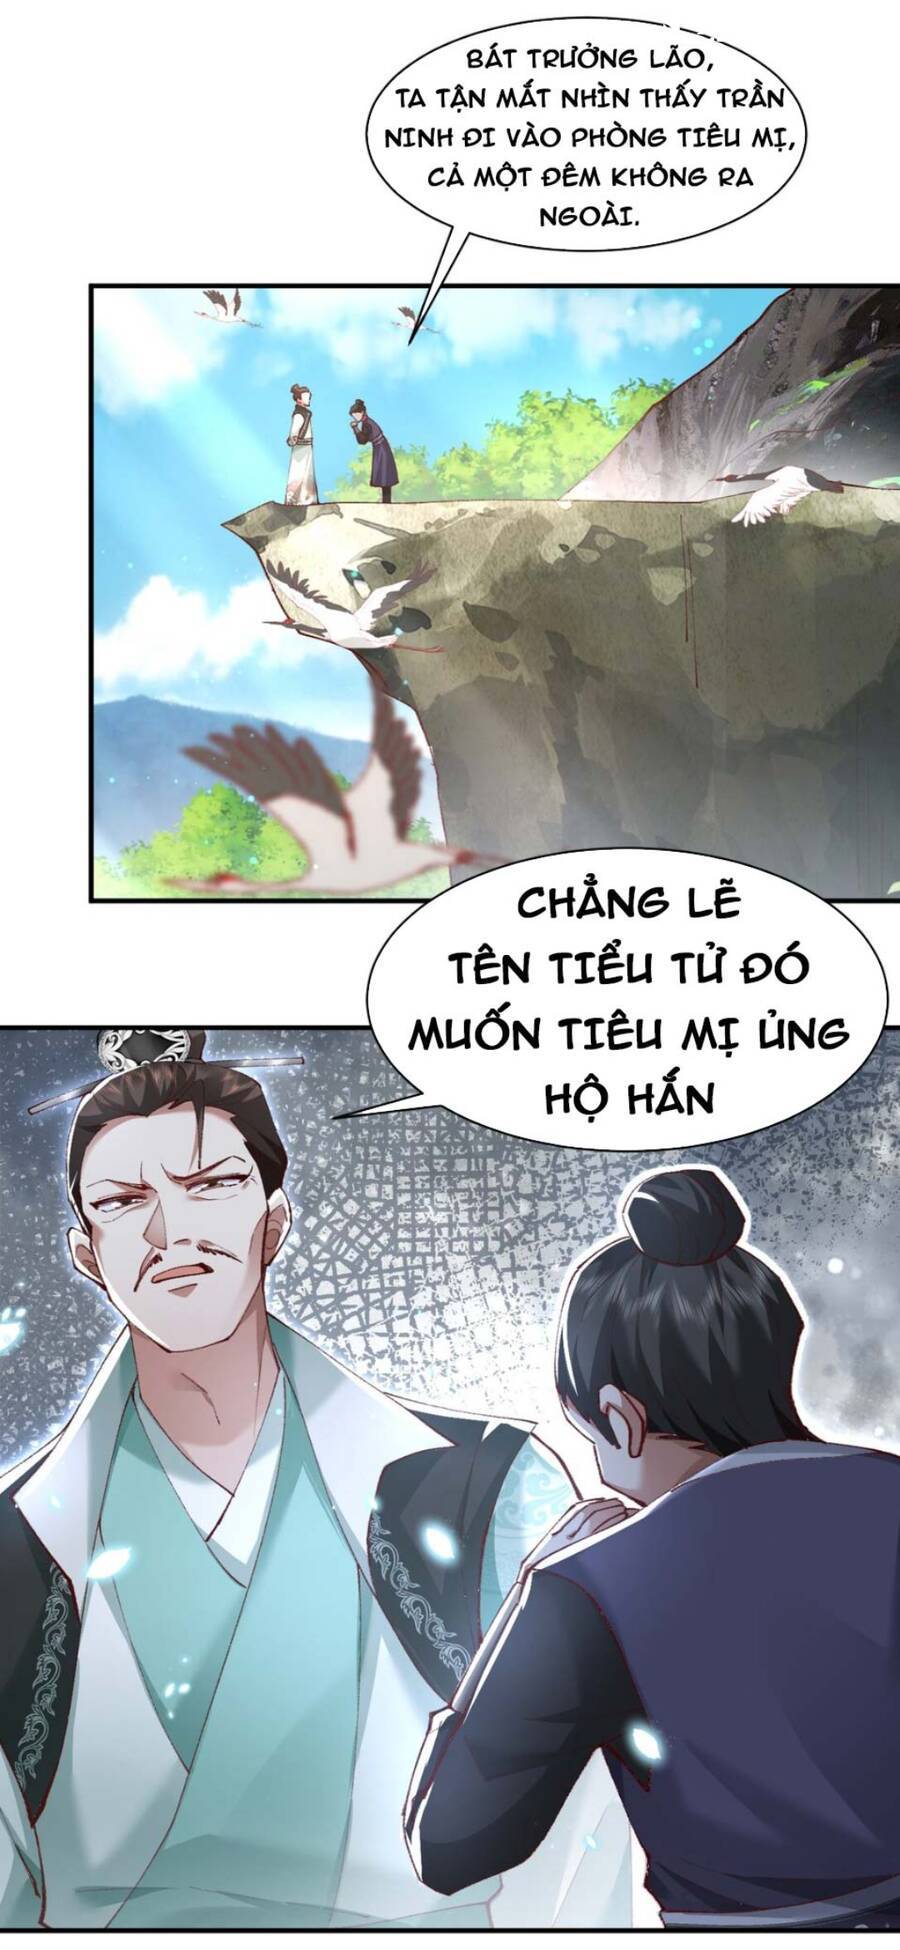 BÁT TRƯỞNG LÃO,
TA TẬN MẮT NHÌN THẤY TRẦN
NINH ĐI VÀO PHÒNG TIÊU MỊ,
CẢ MỘT ĐÊM KHÔNG RA
NGOÀI.
CHẲNG LẼ
TÊN TIỂU TỬ ĐÓ
MUỐN TIÊU MỊ ỦNG
HỘ HẮN